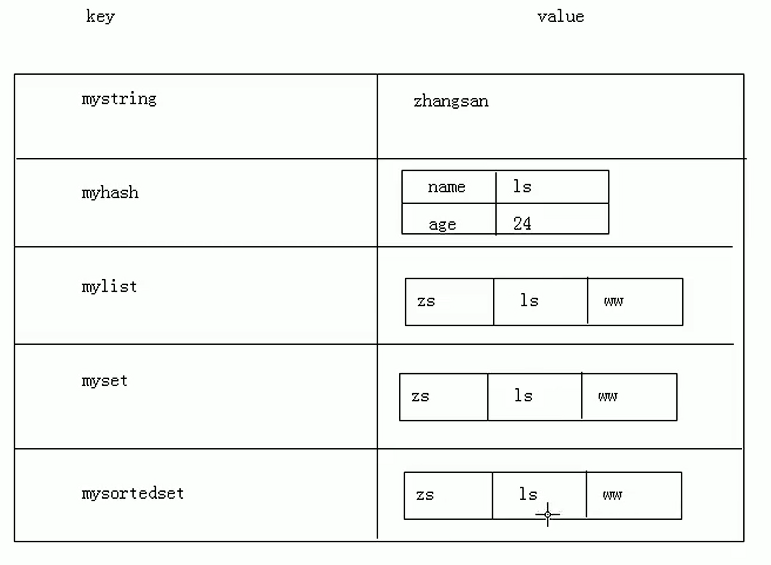 key value
mystring zhangsan
myhash
name ls
age 24
mylist zs ls ww
myset zs ls ww
mysortedset zs ls ww